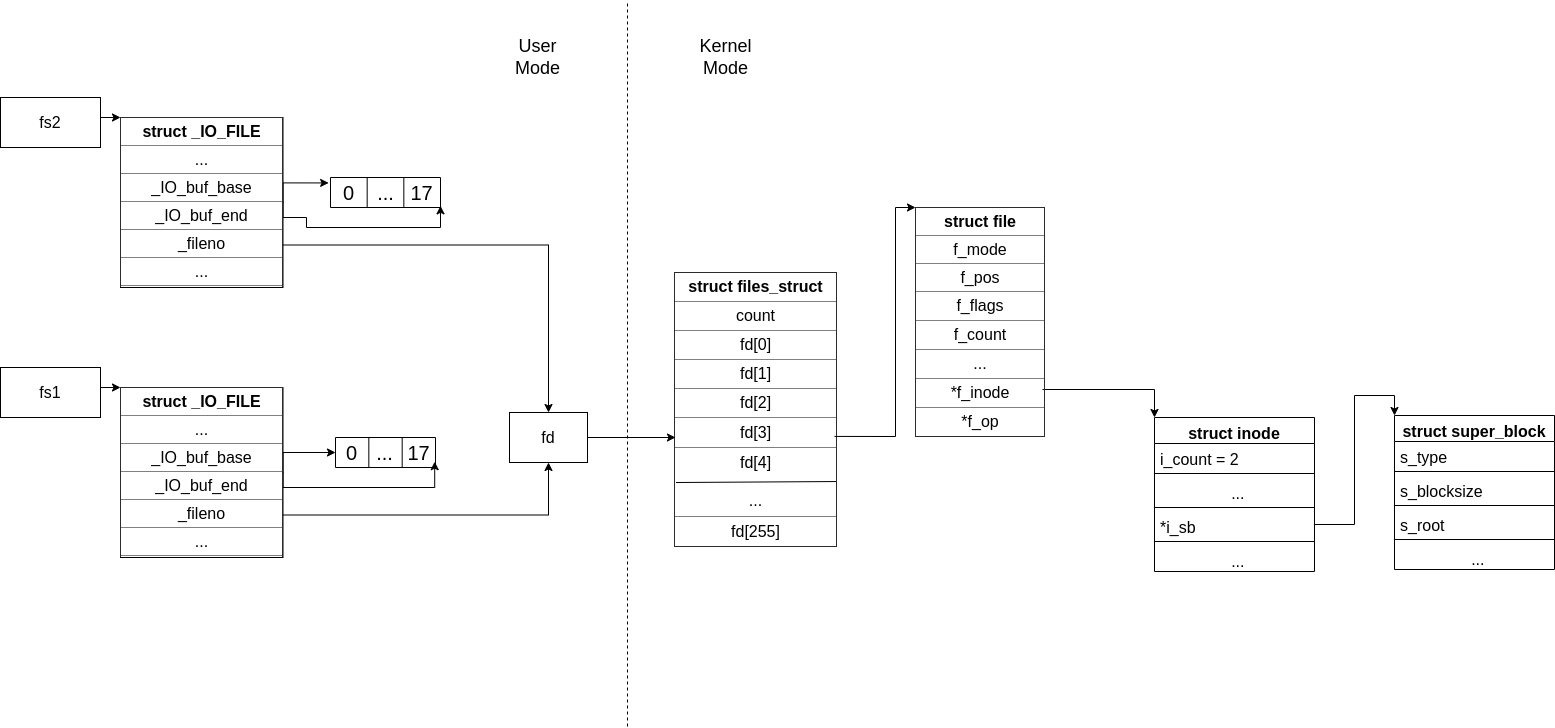 User
Mode
Kernel
Mode
fs2
struct _IO_FILE
...
_IO_buf_base
_IO_buf_end
_fileno
...
0 ... 17
fs1
struct _IO_FILE
...
_IO_buf_base
_IO_buf_end
_fileno
...
0 ... 17
fd
struct files_struct
count
fd[0]
fd[1]
fd[2]
fd[3]
fd[4]
...
fd[255]
struct file
f_mode
f_pos
f_flags
f_count
...
*f_inode
*f_op
struct inode
i_count = 2
...
*i_sb
...
struct super_block
s_type
s_blocksize
s_root
...